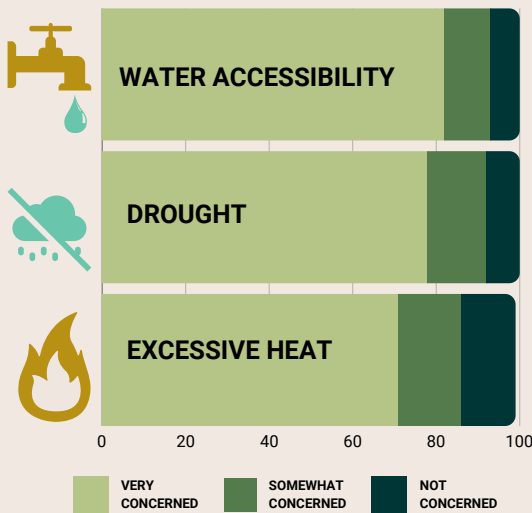 WATER ACCESSIBILITY
DROUGHT
EXCESSIVE HEAT
0 20 40 60 80 100
VERY SOMEWHAT NOT
CONCERNED CONCERNED CONCERNED